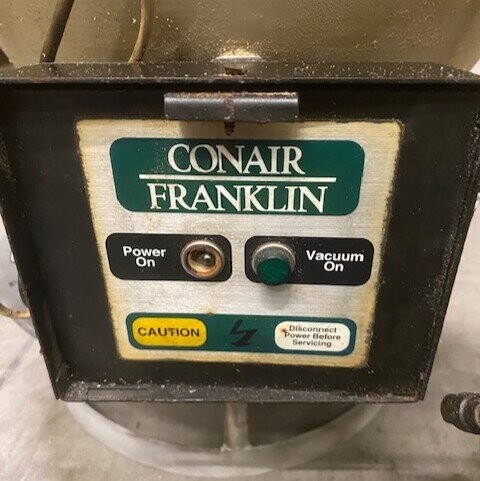 CONAIR
FRANKLIN
Power
On
Vacuum
On
CAUTION
Disconnect
Power Before
Servicing